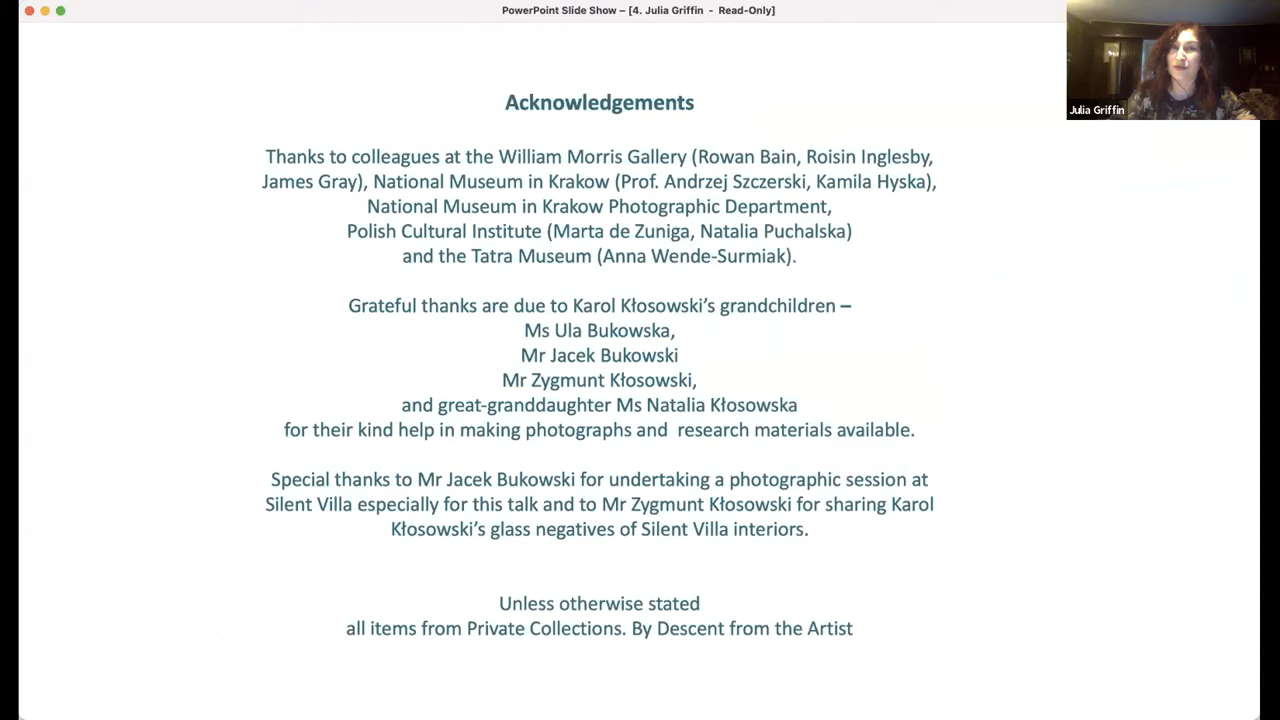 PowerPoint Slide Show – [4. Julia Griffin - Read-Only]
Julia Griffin
Acknowledgements
Thanks to colleagues at the William Morris Gallery (Rowan Bain, Roisin Inglesby,
James Gray), National Museum in Krakow (Prof. Andrzej Szczerski, Kamila Hyska),
National Museum in Krakow Photographic Department,
Polish Cultural Institute (Marta de Zuniga, Natalia Puchalska)
and the Tatra Museum (Anna Wende-Surmiak).
Grateful thanks are due to Karol Kłosowski’s grandchildren –
Ms Ula Bukowska,
Mr Jacek Bukowski
Mr Zygmunt Kłosowski,
and great-granddaughter Ms Natalia Kłosowska
for their kind help in making photographs and  research materials available.
Special thanks to Mr Jacek Bukowski for undertaking a photographic session at
Silent Villa especially for this talk and to Mr Zygmunt Kłosowski for sharing Karol
Kłosowski’s glass negatives of Silent Villa interiors.
Unless otherwise stated
all items from Private Collections. By Descent from the Artist